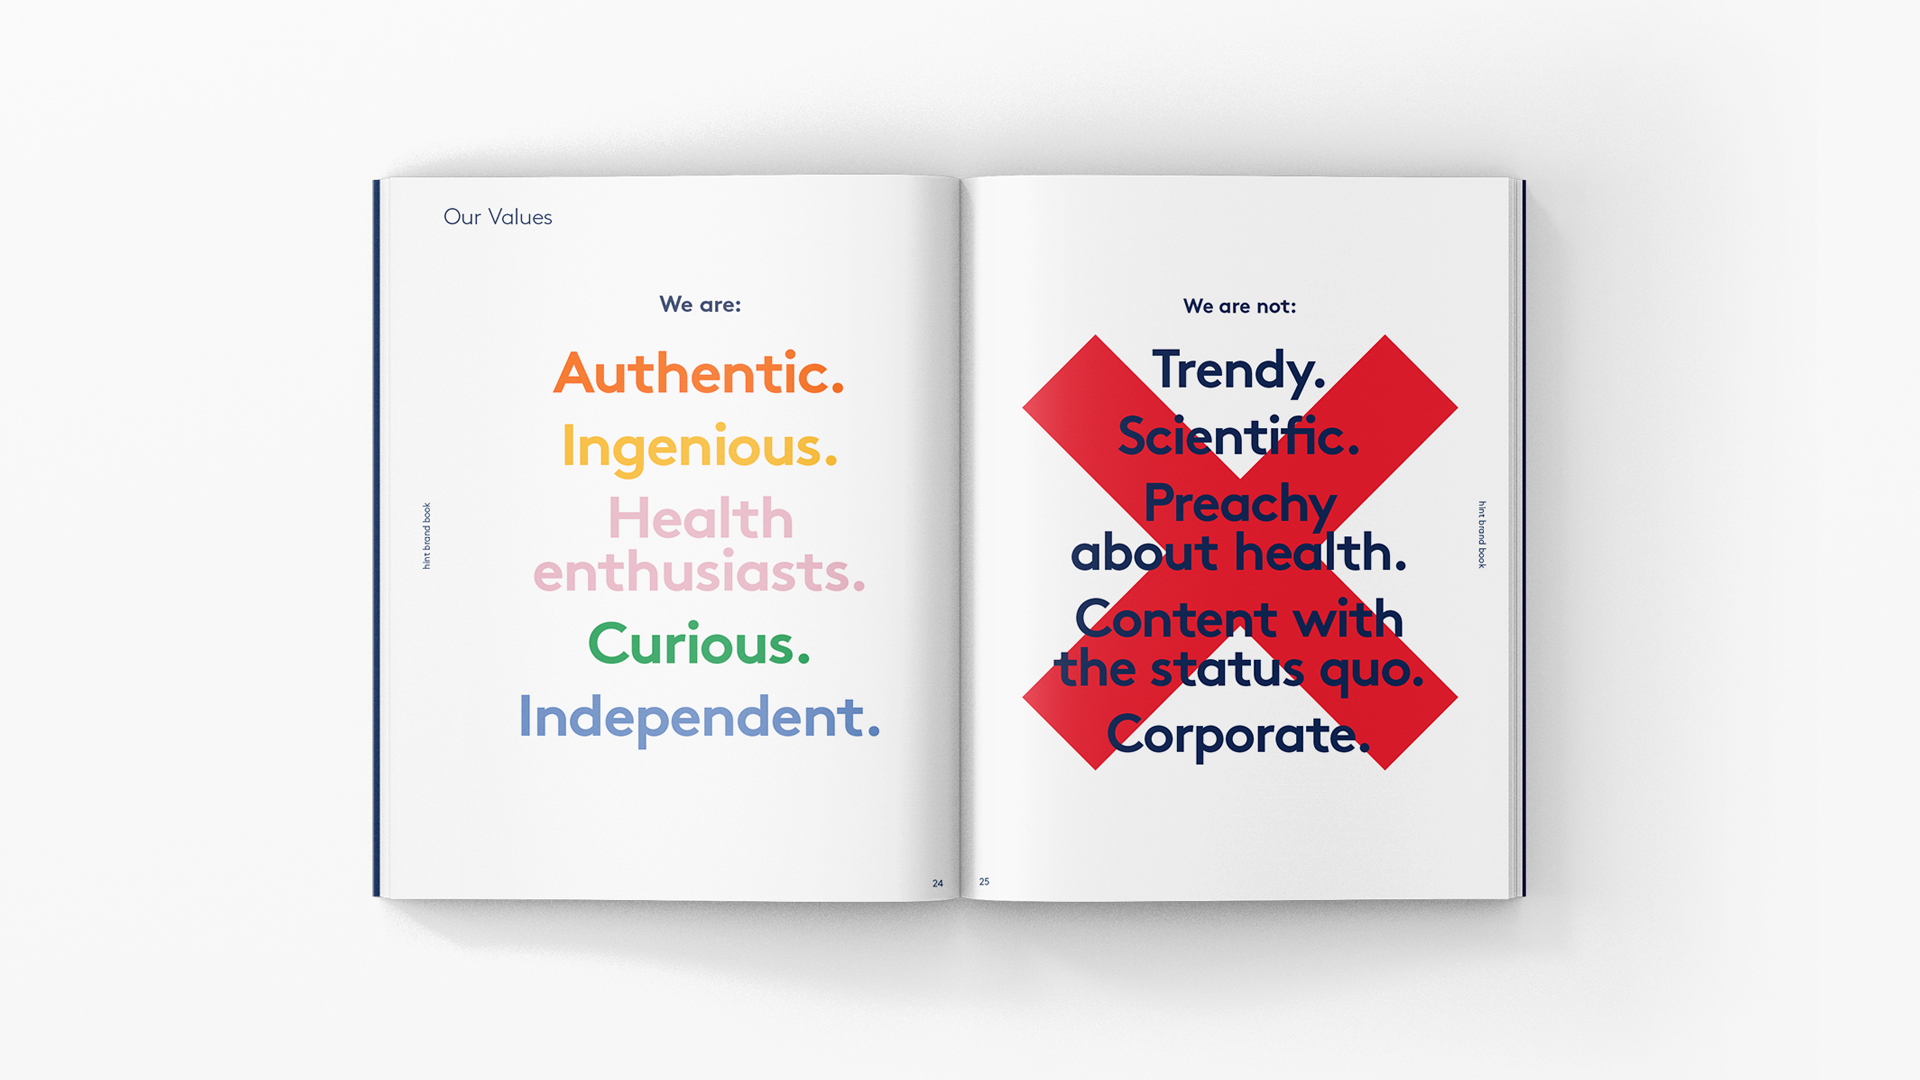 Our Values
We are:
Authentic.
Ingenious.
Health
enthusiasts.
Curious.
Independent.
hint brand book
24
We are not:
Trendy.
Scientific.
Preachy
about health.
Content with
the status quo.
Corporate.
hint brand book
25